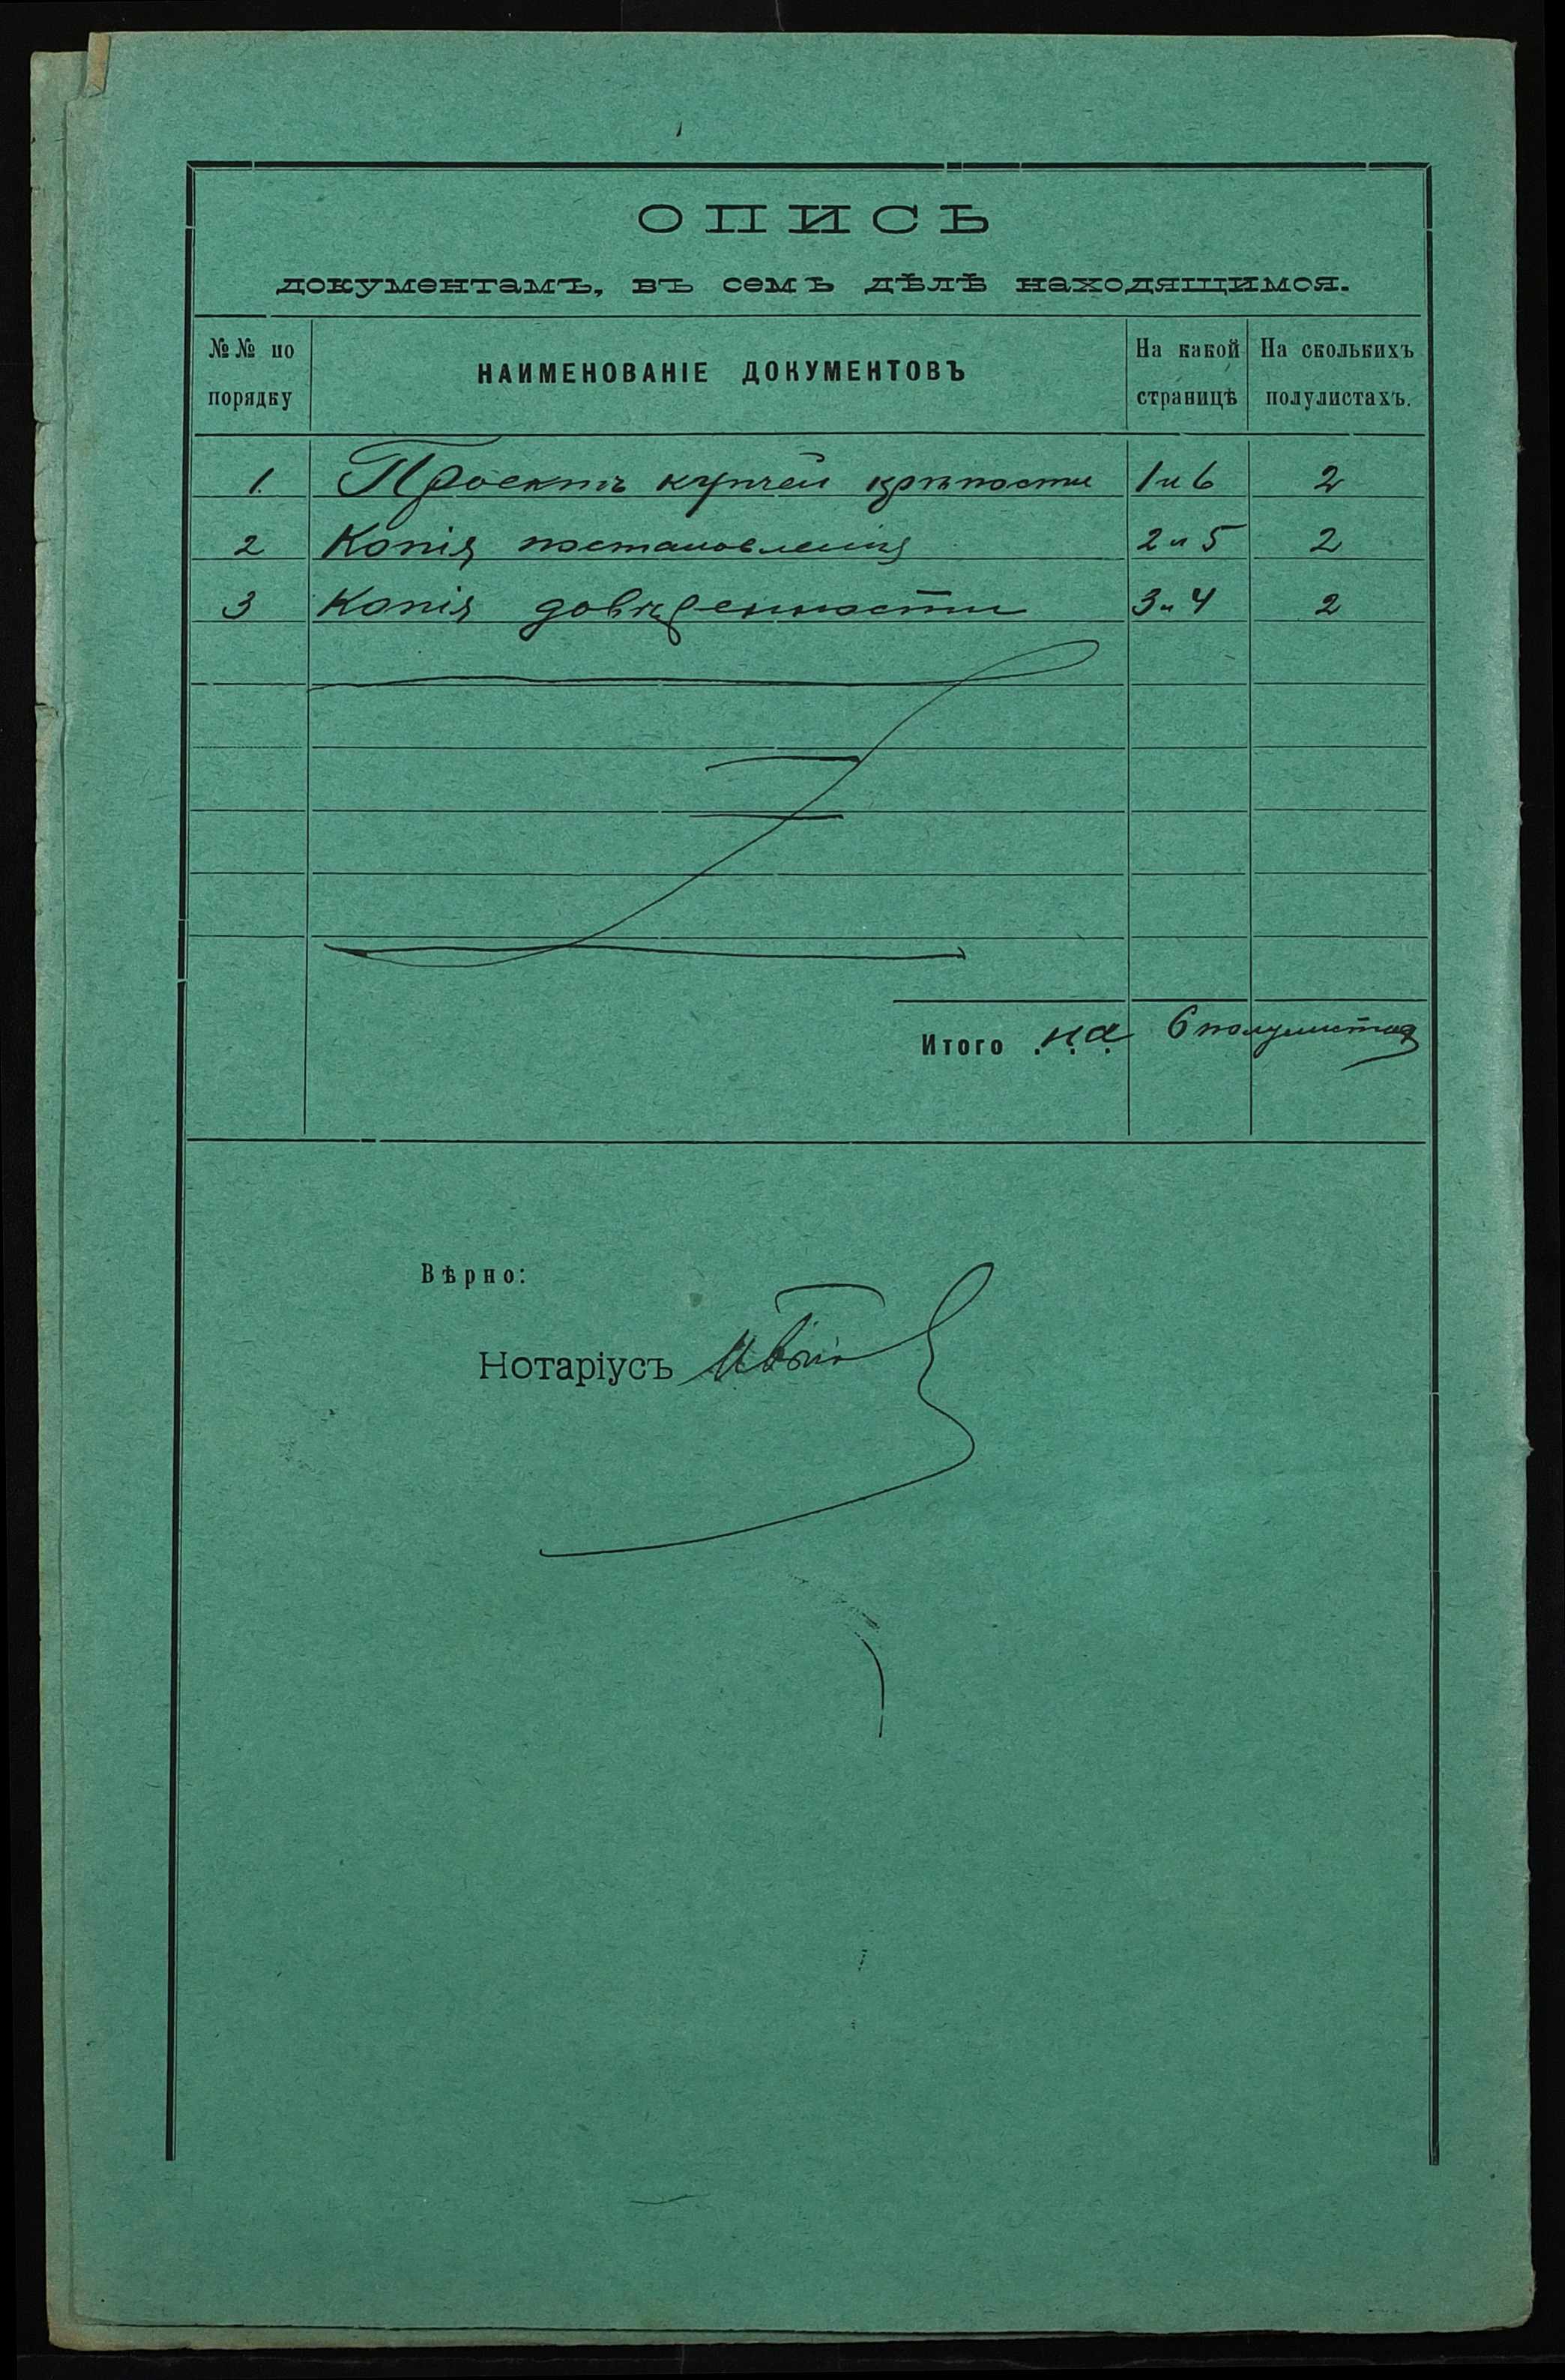 ОПИСЬ
документамъ, въ семъ дѣлѣ находящимся.
№№ по порядку НАИМЕНОВАНІЕ ДОКУМЕНТОВЪ На какой страницѣ На сколькихъ полулистахъ.
1. Проектъ купчей крѣпости 1 и 6 2
2 Копія постановленія 2 и 5 2
3 Копія довѣренности 3 и 4 2
Итого . на 6 полулистах
Вѣрно:
Нотаріусъ